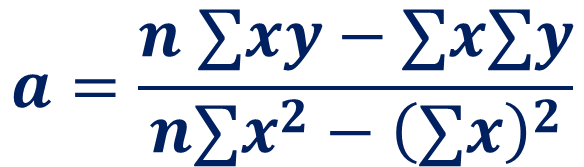 a = (n ∑xy − ∑x∑y) / (n∑x² − (∑x)²)